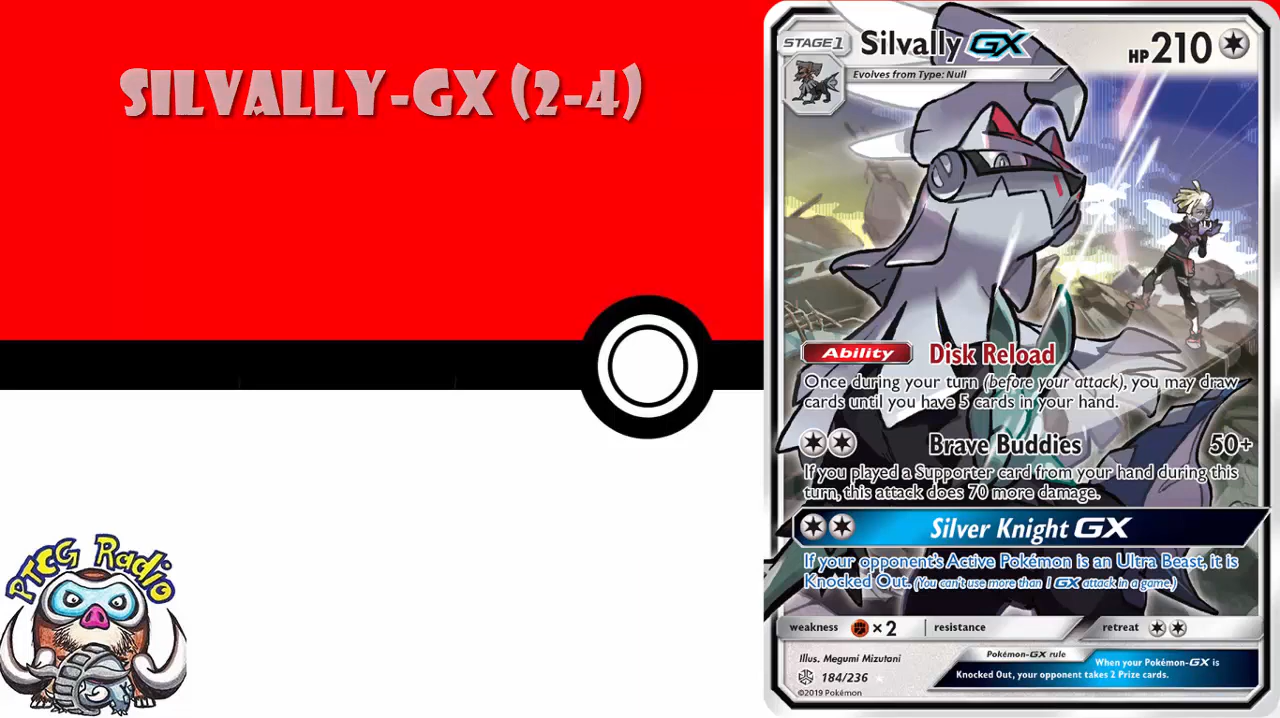 SILVALLY-GX (2-4)
STAGE1
Silvally GX
HP210
Evolves from Type: Null
Ability Disk Reload
Once during your turn (before your attack), you may draw
cards until you have 5 cards in your hand.
Brave Buddies 50+
If you played a Supporter card from your hand during this
turn, this attack does 70 more damage.
Silver Knight GX
If your opponent's Active Pokémon is an Ultra Beast, it is
Knocked Out. (You can't use more than 1 GX attack in a game.)
weakness ×2 resistance retreat
Illus. Megumi Mizutani
184/236
©2019 Pokémon
Pokémon-GX rule
When your Pokémon-GX is
Knocked Out, your opponent takes 2 Prize cards.
PTCG Radio